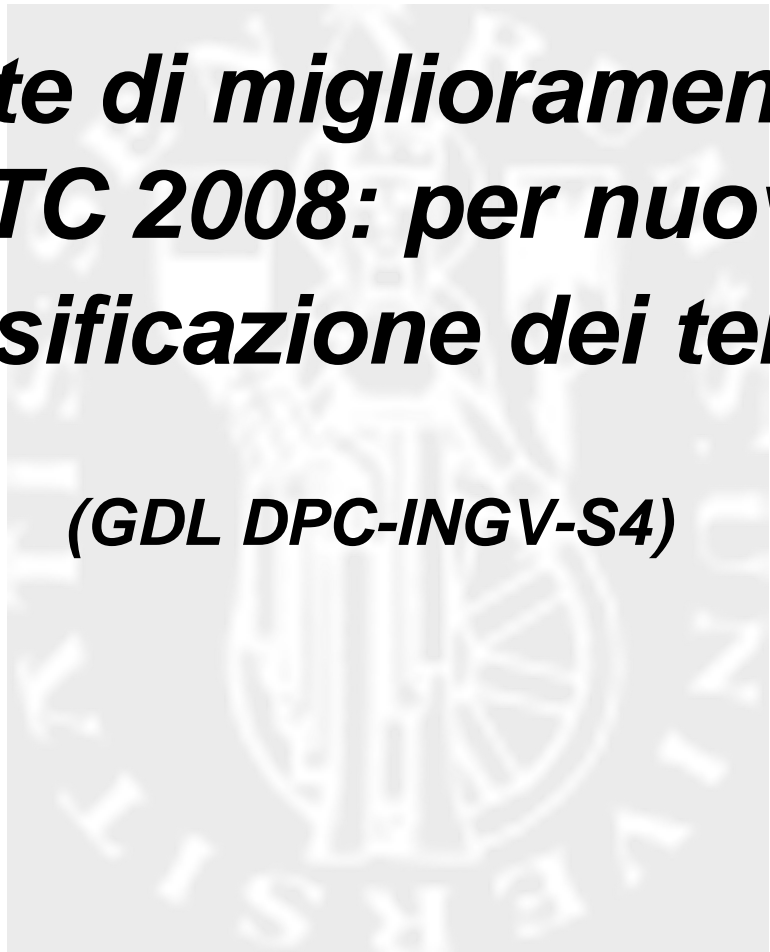 te di miglioramen
TC 2008: per nuov
sificazione dei te
(GDL DPC-INGV-S4)